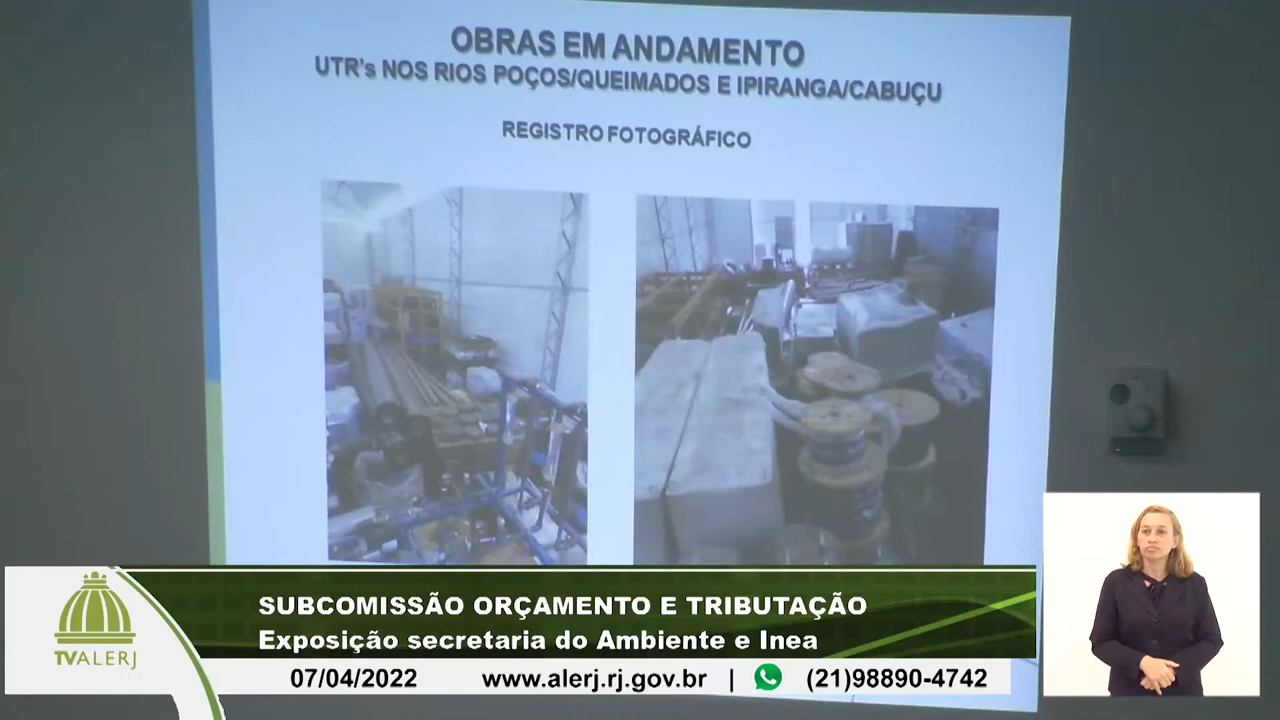 OBRAS EM ANDAMENTO
UTR's NOS RIOS POÇOS/QUEIMADOS E IPIRANGA/CABUÇU
REGISTRO FOTOGRÁFICO
SUBCOMISSÃO ORÇAMENTO E TRIBUTAÇÃO
Exposição secretaria do Ambiente e Inea
TVALERJ
07/04/2022 www.alerj.rj.gov.br | (21)98890-4742